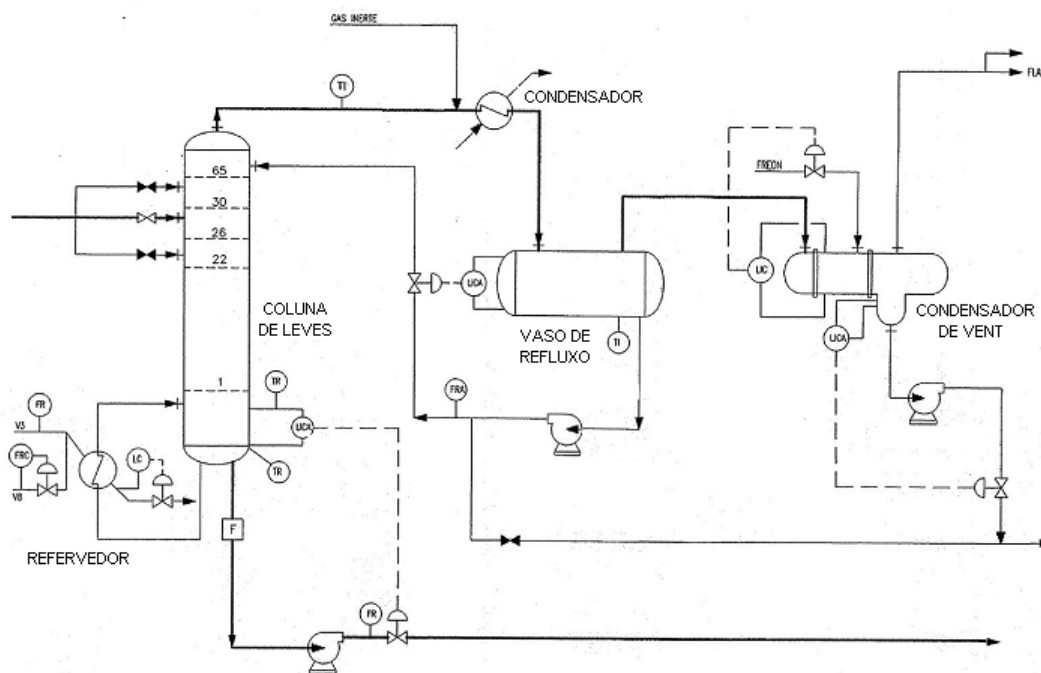 GAS INERTE
TI
CONDENSADOR
FLA
FREON
65
30
26
22
LICA
LIC
COLUNA
DE LEVES
VASO DE
REFLUXO
TI
CONDENSADOR
DE VENT
LICA
1
TR
FR
FRA
V3
LICA
FRC
LC
TR
V8
F
REFERVEDOR
FR